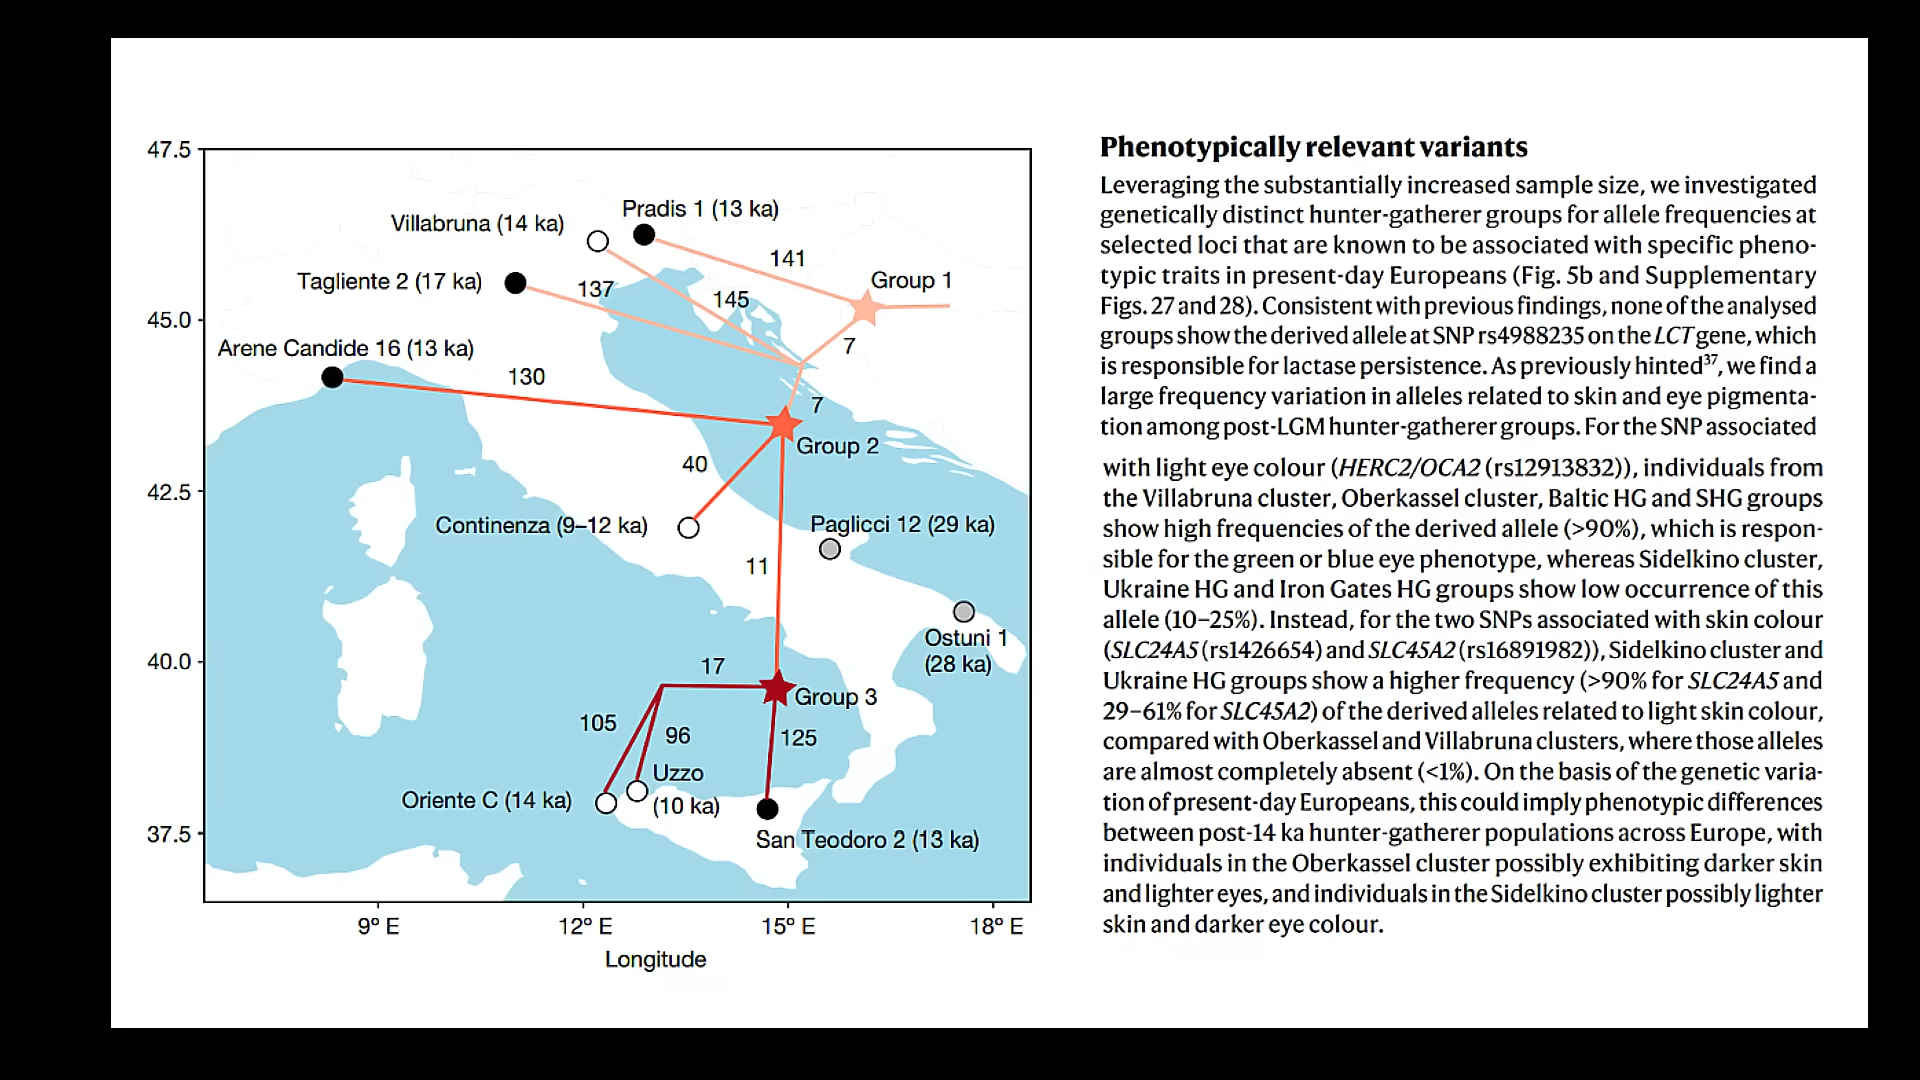 47.5
45.0
42.5
40.0
37.5
9º E
12º E
15º E
18º E
Longitude
Villabruna (14 ka)
Pradis 1 (13 ka)
Tagliente 2 (17 ka)
Arene Candide 16 (13 ka)
Group 1
141
137
145
7
130
7
Group 2
40
Continenza (9–12 ka)
Paglicci 12 (29 ka)
11
Ostuni 1
(28 ka)
17
Group 3
105
96
125
Uzzo
(10 ka)
Oriente C (14 ka)
San Teodoro 2 (13 ka)
Phenotypically relevant variants
Leveraging the substantially increased sample size, we investigated
genetically distinct hunter-gatherer groups for allele frequencies at
selected loci that are known to be associated with specific pheno-
typic traits in present-day Europeans (Fig. 5b and Supplementary
Figs. 27 and 28). Consistent with previous findings, none of the analysed
groups show the derived allele at SNP rs4988235 on the LCT gene, which
is responsible for lactase persistence. As previously hinted³⁷, we find a
large frequency variation in alleles related to skin and eye pigmenta-
tion among post-LGM hunter-gatherer groups. For the SNP associated
with light eye colour (HERC2/OCA2 (rs12913832)), individuals from
the Villabruna cluster, Oberkassel cluster, Baltic HG and SHG groups
show high frequencies of the derived allele (>90%), which is respon-
sible for the green or blue eye phenotype, whereas Sidelkino cluster,
Ukraine HG and Iron Gates HG groups show low occurrence of this
allele (10–25%). Instead, for the two SNPs associated with skin colour
(SLC24A5 (rs1426654) and SLC45A2 (rs16891982)), Sidelkino cluster and
Ukraine HG groups show a higher frequency (>90% for SLC24A5 and
29–61% for SLC45A2) of the derived alleles related to light skin colour,
compared with Oberkassel and Villabruna clusters, where those alleles
are almost completely absent (<1%). On the basis of the genetic varia-
tion of present-day Europeans, this could imply phenotypic differences
between post-14 ka hunter-gatherer populations across Europe, with
individuals in the Oberkassel cluster possibly exhibiting darker skin
and lighter eyes, and individuals in the Sidelkino cluster possibly lighter
skin and darker eye colour.